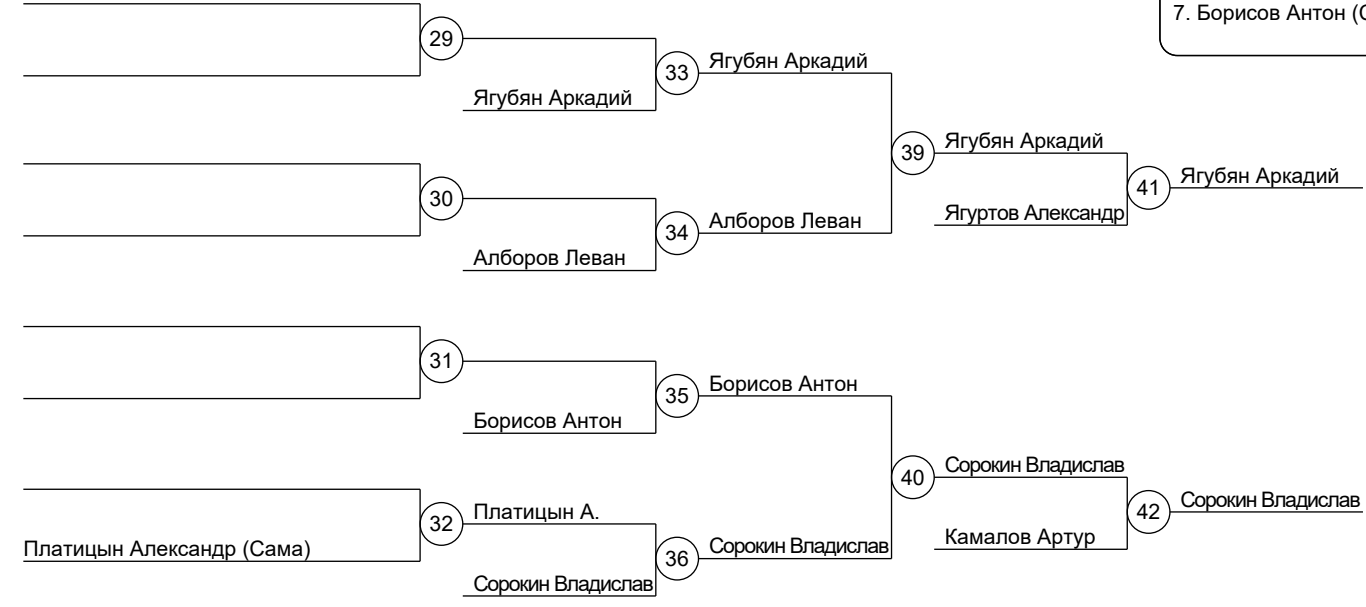 7. Борисов Антон (С
29
33
Ягубян Аркадий
Ягубян Аркадий
39
Ягубян Аркадий
41
Ягубян Аркадий
30
34
Алборов Леван
Ягуртов Александр
Алборов Леван
31
35
Борисов Антон
Борисов Антон
40
Сорокин Владислав
42
Сорокин Владислав
32
Платицын А.
Камалов Артур
Платицын Александр (Сама)
36
Сорокин Владислав
Сорокин Владислав